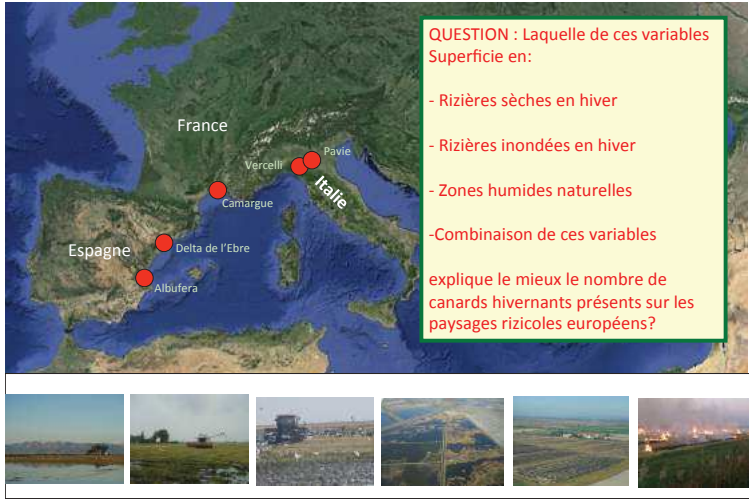 QUESTION : Laquelle de ces variables
Superficie en:
- Rizières sèches en hiver
- Rizières inondées en hiver
- Zones humides naturelles
-Combinaison de ces variables
explique le mieux le nombre de
canards hivernants présents sur les
paysages rizicoles européens?
France
Pavie
Vercelli
Italie
Camargue
Espagne
Delta de l'Ebre
Albufera